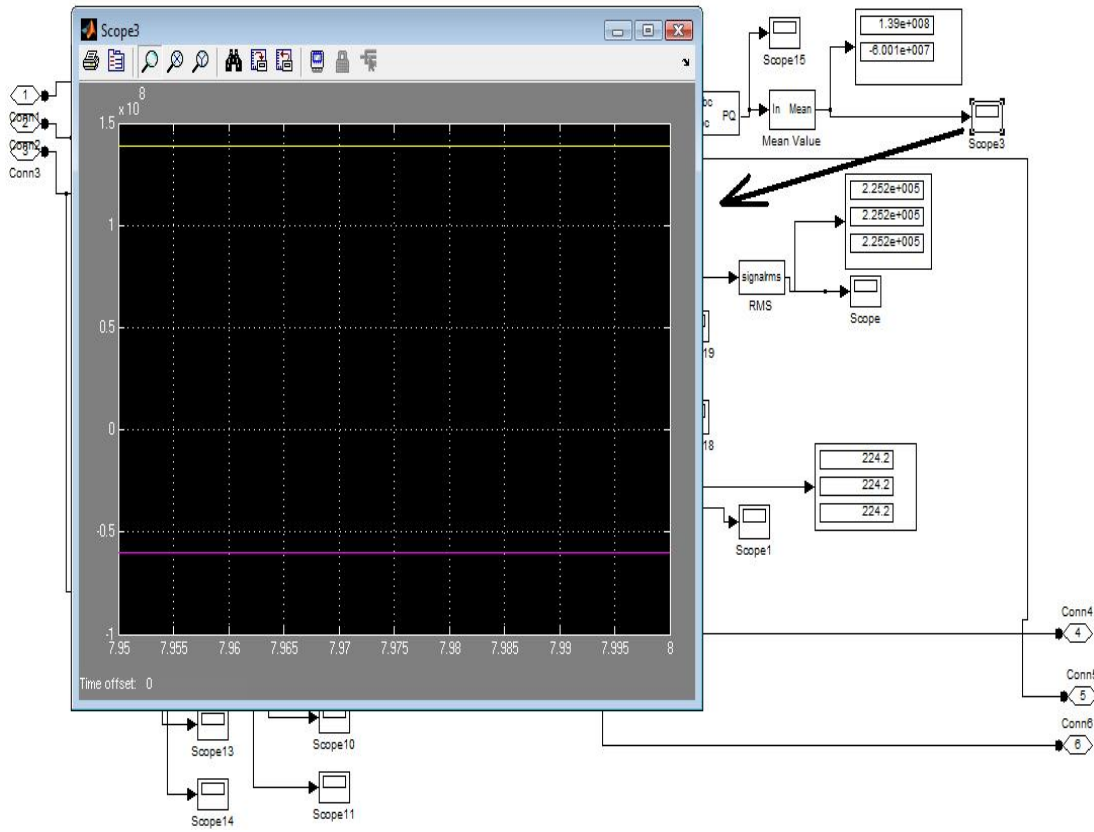 Scope3
x 10
8
1.5
1
0.5
0
-0.5
-1
7.95
7.955
7.96
7.965
7.97
7.975
7.98
7.985
7.99
7.995
8
Time offset: 0
1
Conn1
2
Conn2
3
Conn3
bc
bc
PQ
Scope15
In Mean
Mean Value
1.39e+008
-6.001e+007
Scope3
2.252e+005
2.252e+005
2.252e+005
signalrms
RMS
Scope
19
18
224.2
224.2
224.2
Scope1
Conn4
4
Conn5
5
Conn6
6
Scope13
Scope10
Scope14
Scope11